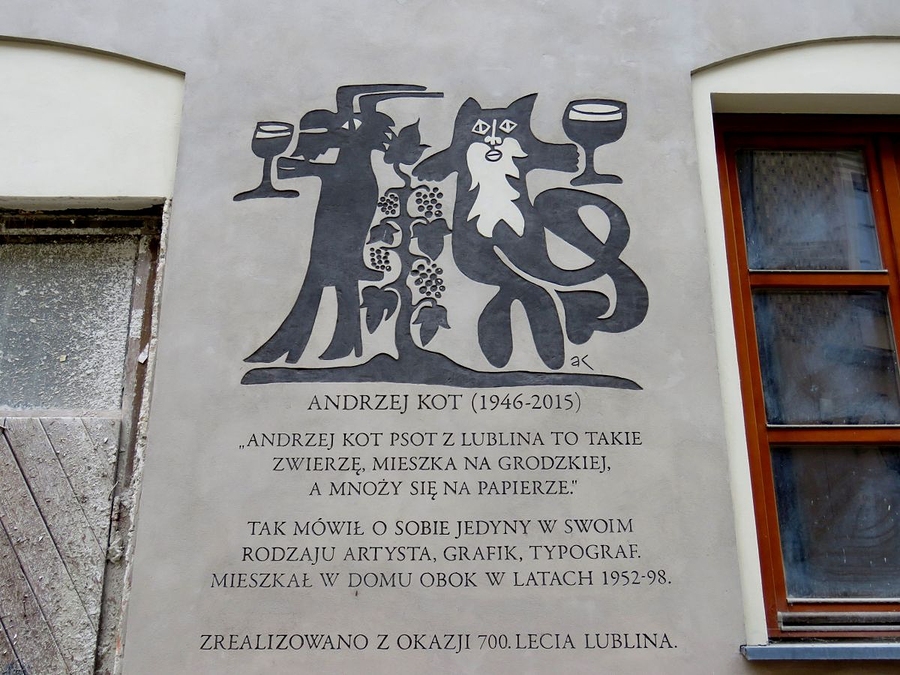 aK
ANDRZEJ KOT (1946-2015)
„ANDRZEJ KOT PSOT Z LUBLINA TO TAKIE
ZWIERZĘ, MIESZKA NA GRODZKIEJ,
A MNOŻY SIĘ NA PAPIERZE."
TAK MÓWIŁ O SOBIE JEDYNY W SWOIM
RODZAJU ARTYSTA, GRAFIK, TYPOGRAF.
MIESZKAŁ W DOMU OBOK W LATACH 1952-98.
ZREALIZOWANO Z OKAZJI 700.LECIA LUBLINA.